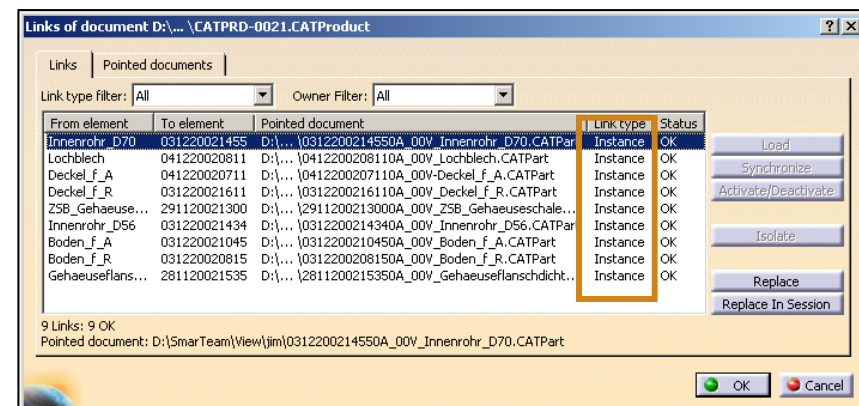 Links of document D:\... \CATPRD-0021.CATProduct ? X
Links Pointed documents
Link type filter: All Owner Filter: All
From element To element Pointed document Link type Status
Innenrohr_D70 031220021455 D:\... \0312200214550A_00V_Innenrohr_D70.CATPar Instance OK
Lochblech 041220020811 D:\... \0412200208110A_00V_Lochblech.CATPart Instance OK
Deckel_f_A 041220020711 D:\... \0412200207110A_00V-Deckel_f_A.CATPart Instance OK
Deckel_f_R 031220021611 D:\... \0312200216110A_00V_Deckel_f_R.CATPart Instance OK
ZSB_Gehaeuse... 291120021300 D:\... \2911200213000A_00V_ZSB_Gehaeuseschale... Instance OK
Innenrohr_D56 031220021434 D:\... \0312200214340A_00V_Innenrohr_D56.CATPar Instance OK
Boden_f_A 031220021045 D:\... \0312200210450A_00V_Boden_f_A.CATPart Instance OK
Boden_f_R 031220020815 D:\... \0312200208150A_00V_Boden_f_R.CATPart Instance OK
Gehaeuseflans... 281120021535 D:\... \2811200215350A_00V_Gehaeuseflanschdicht.. Instance OK
Load
Synchronize
Activate/Deactivate
Isolate
Replace
Replace In Session
9 Links: 9 OK
Pointed document: D:\SmarTeam\View\jim\0312200214550A_00V_Innenrohr_D70.CATPart
OK Cancel